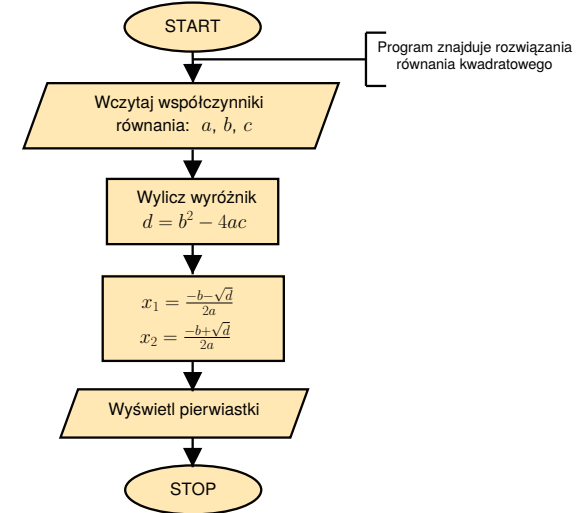 START
Program znajduje rozwiązania
równania kwadratowego
Wczytaj współczynniki
równania: a, b, c
Wylicz wyróżnik
d = b² − 4ac
x₁ = (−b−√d)/(2a)
x₂ = (−b+√d)/(2a)
Wyświetl pierwiastki
STOP